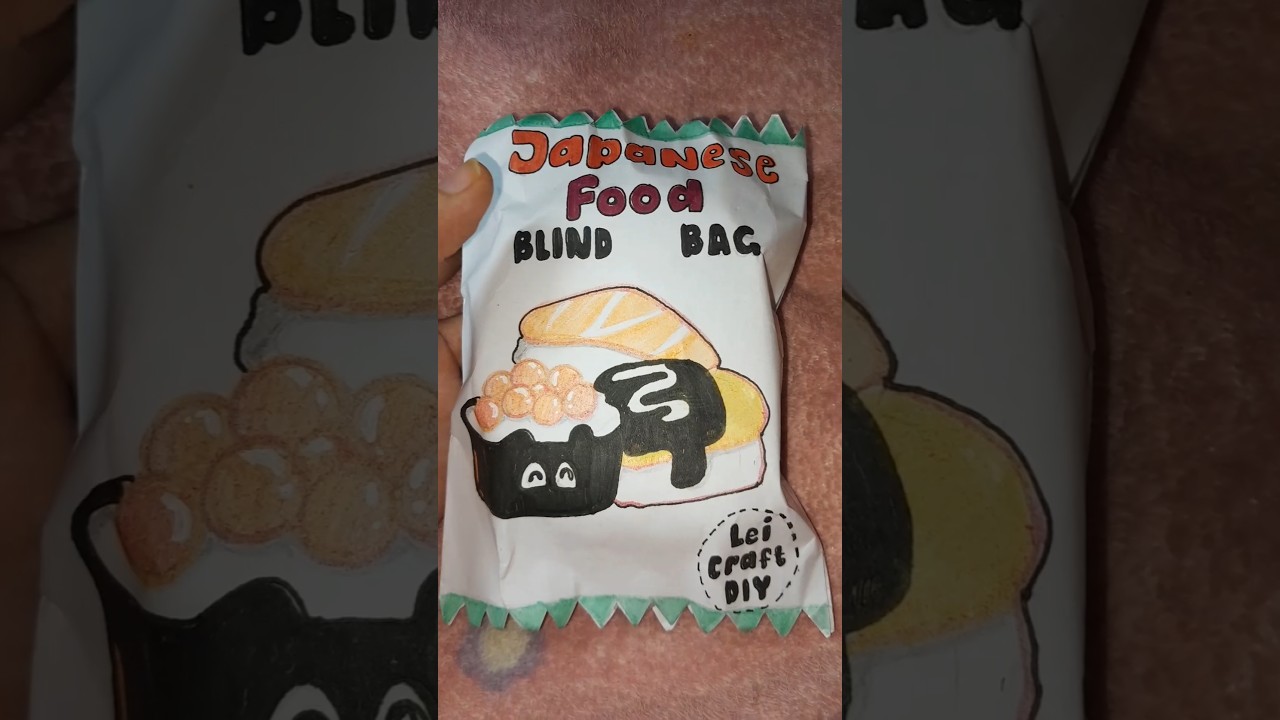 Japanese
Food
BLIND BAG
Lei
Craft
DIY